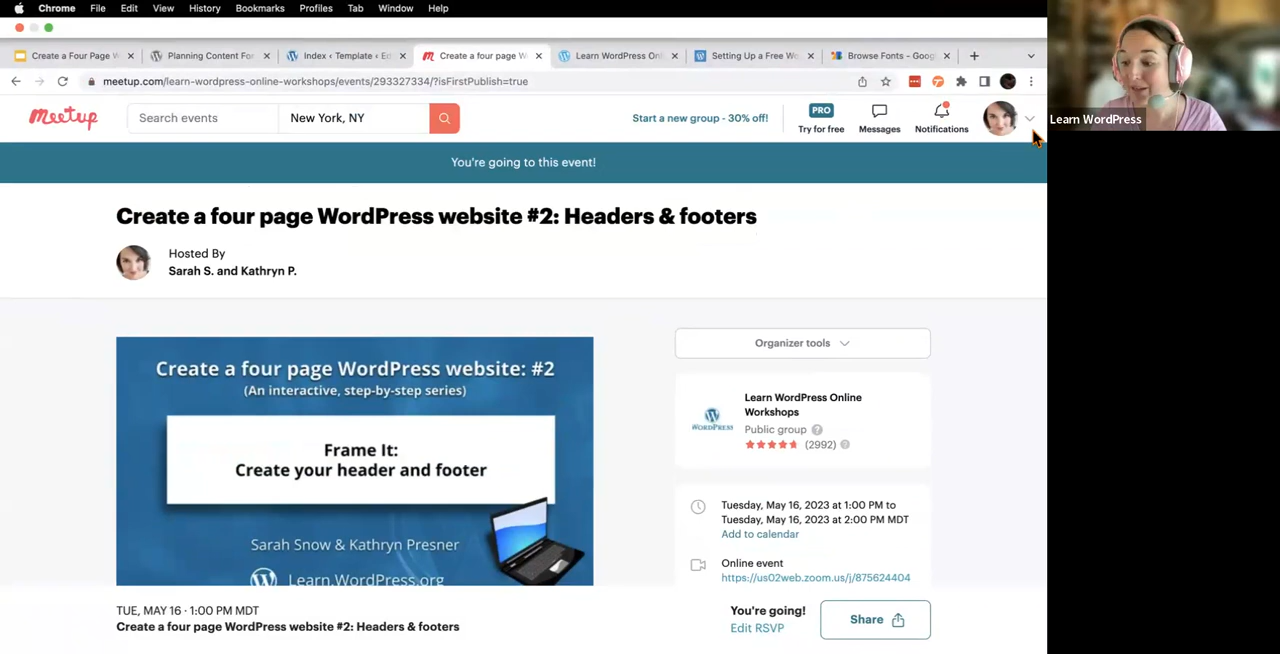 Chrome File Edit View History Bookmarks Profiles Tab Window Help
Create a Four Page W
Planning Content For
Index ‹ Template ‹ Ed
Create a four page W
Learn WordPress Onli
Setting Up a Free We
Browse Fonts - Goog
meetup.com/learn-wordpress-online-workshops/events/293327334/?isFirstPublish=true
Learn WordPress
Meetup
Search events
New York, NY
Start a new group - 30% off!
PRO
Try for free
Messages
Notifications
You're going to this event!
Create a four page WordPress website #2: Headers & footers
Hosted By
Sarah S. and Kathryn P.
Create a four page WordPress website: #2
(An interactive, step-by-step series)
Frame It:
Create your header and footer
Sarah Snow & Kathryn Presner
Learn.WordPress.org
Organizer tools
WORDPRESS
Learn WordPress Online
Workshops
Public group ?
(2992) ?
Tuesday, May 16, 2023 at 1:00 PM to
Tuesday, May 16, 2023 at 2:00 PM MDT
Add to calendar
Online event
https://us02web.zoom.us/j/875624404
TUE, MAY 16 · 1:00 PM MDT
Create a four page WordPress website #2: Headers & footers
You're going!
Edit RSVP
Share